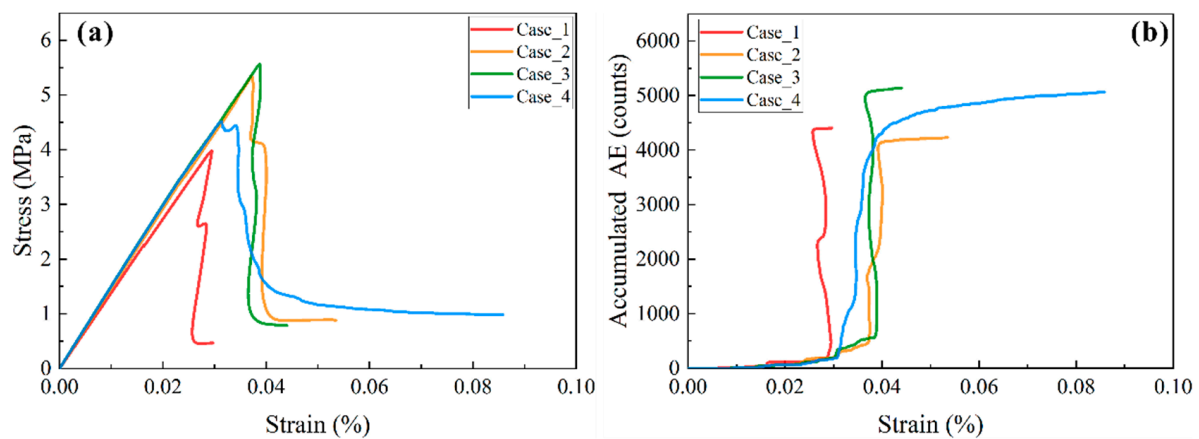 (a)
Case_1
Case_2
Case_3
Case_4
Stress (MPa)
6
5
4
3
2
1
0
0.00 0.02 0.04 0.06 0.08 0.10
Strain (%)
(b)
Case_1
Case_2
Case_3
Case_4
Accumulated AE (counts)
6000
5000
4000
3000
2000
1000
0
0.00 0.02 0.04 0.06 0.08 0.10
Strain (%)